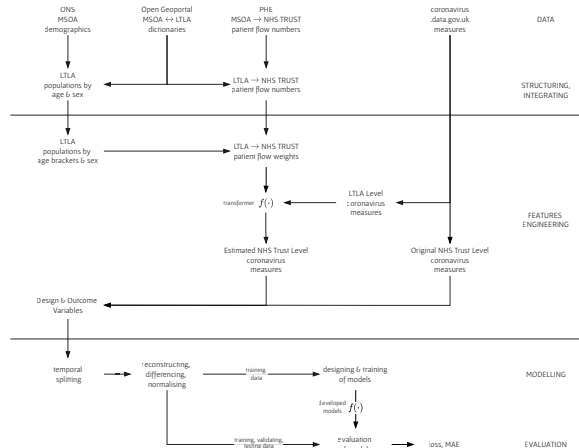 ONS
MSOA
demographics
Open Geoportal
MSOA ↔ LTLA
dictionaries
PHE
MSOA → NHS TRUST
patient flow numbers
coronavirus
.data.gov.uk
measures
DATA
LTLA
populations by
age & sex
LTLA → NHS TRUST
patient flow numbers
STRUCTURING,
INTEGRATING
LTLA
populations by
age brackets & sex
LTLA → NHS TRUST
patient flow weights
transformer f(·)
LTLA Level
coronavirus
measures
FEATURES
ENGINEERING
Estimated NHS Trust Level
coronavirus
measures
Original NHS Trust Level
coronavirus
measures
Design & Outcome
Variables
temporal
splitting
reconstructing,
differencing,
normalising
training
data
designing & training
of models
MODELLING
developed
models f(·)
training, validating,
testing data
evaluation
loss, MAE
EVALUATION